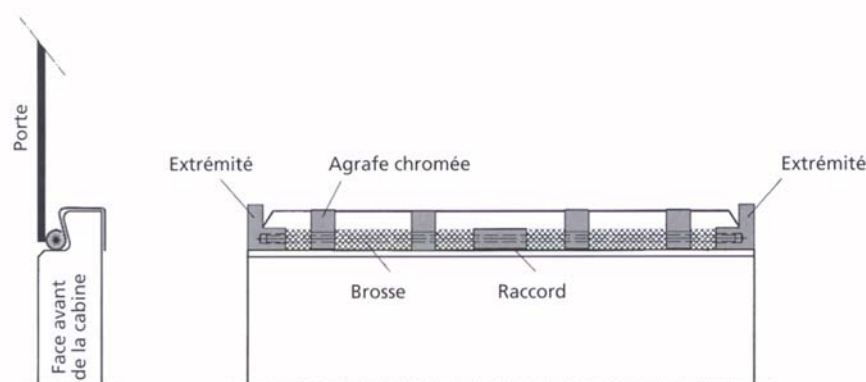 Porte
Extrémité
Agrafe chromée
Extrémité
Brosse
Raccord
Face avant
de la cabine